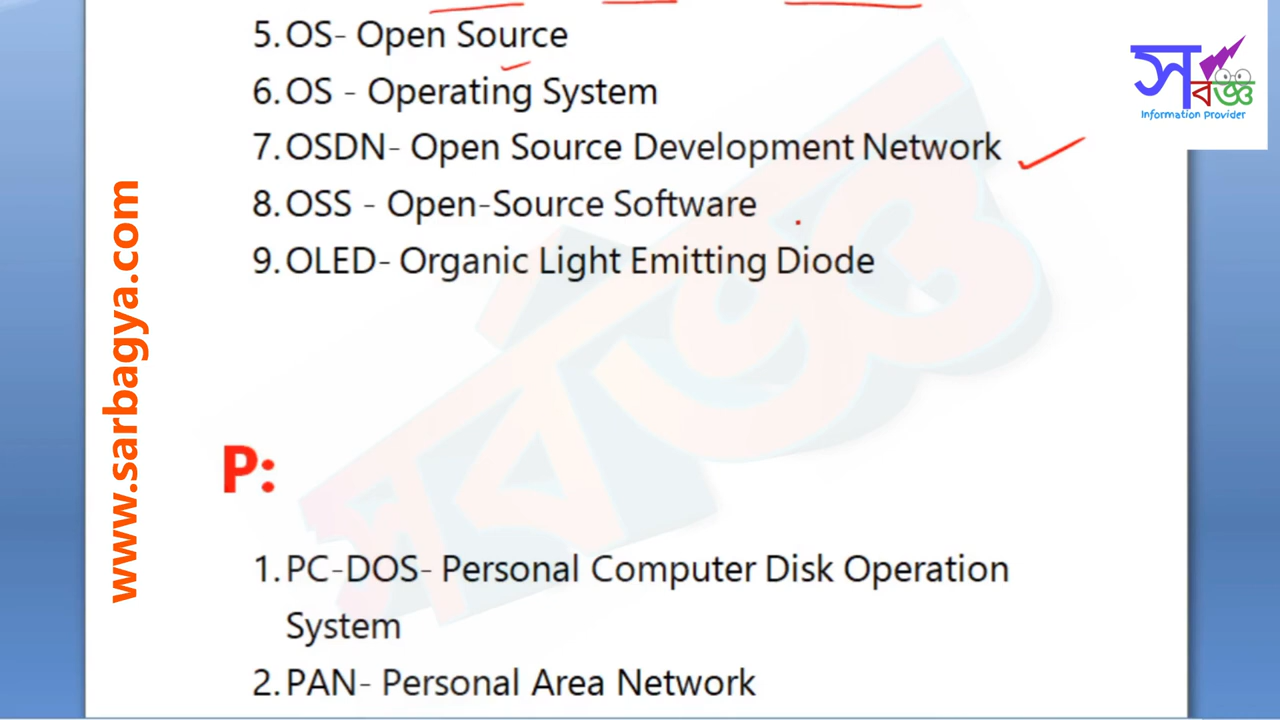 5. OS- Open Source
6. OS - Operating System
7. OSDN- Open Source Development Network
8. OSS - Open-Source Software
9. OLED- Organic Light Emitting Diode
P:
1. PC-DOS- Personal Computer Disk Operation
System
2. PAN- Personal Area Network
www.sarbagya.com
সবজ্ঞ
Information Provider
সর্বজ্ঞ